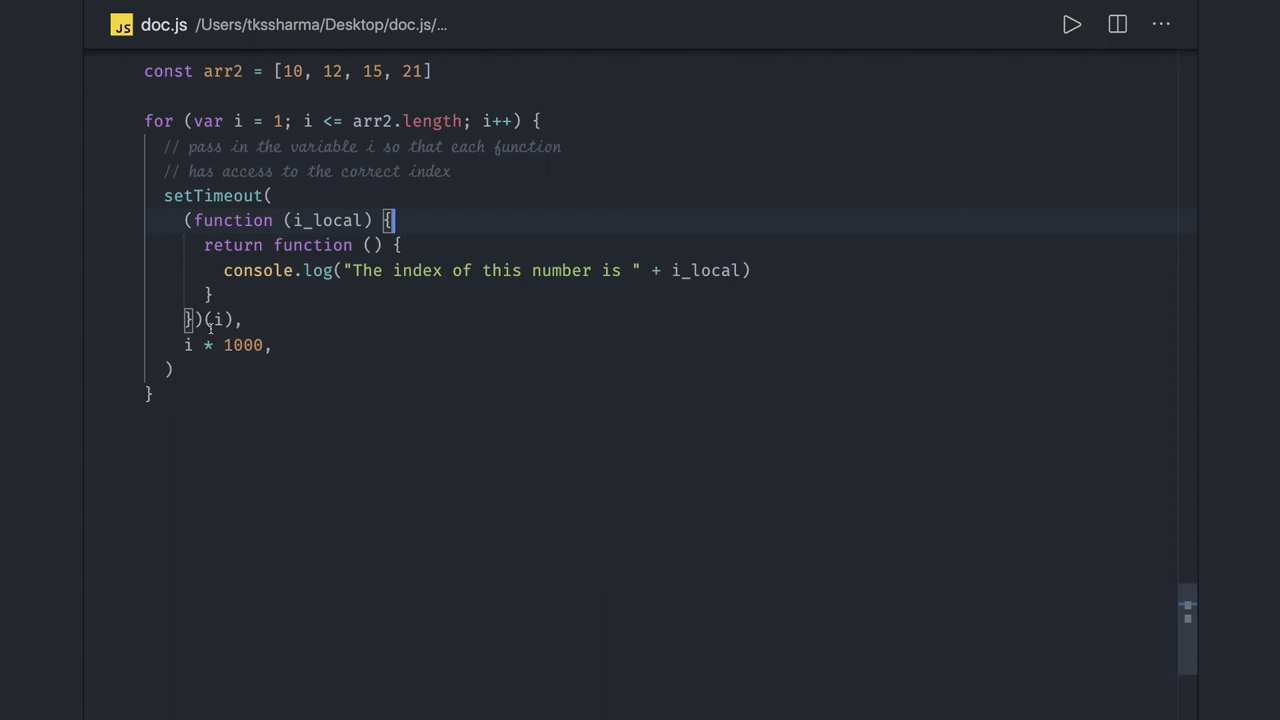 JS doc.js /Users/tkssharma/Desktop/doc.js/...
const arr2 = [10, 12, 15, 21]
for (var i = 1; i <= arr2.length; i++) {
// pass in the variable i so that each function
// has access to the correct index
setTimeout(
(function (i_local) {
return function () {
console.log("The index of this number is " + i_local)
}
})(i),
i * 1000,
)
}